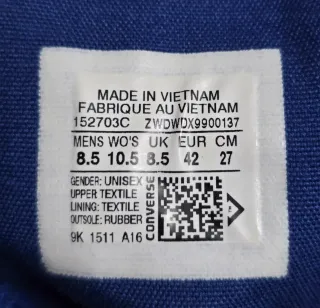 MADE IN VIETNAM
FABRIQUE AU VIETNAM
152703C ZWDWDX9900137
MENS WO'S UK EUR CM
8.5 10.5 8.5 42 27
GENDER: UNISEX
UPPER: TEXTILE
LINING: TEXTILE
OUTSOLE: RUBBER
9K 1511 A16
CONVERSE